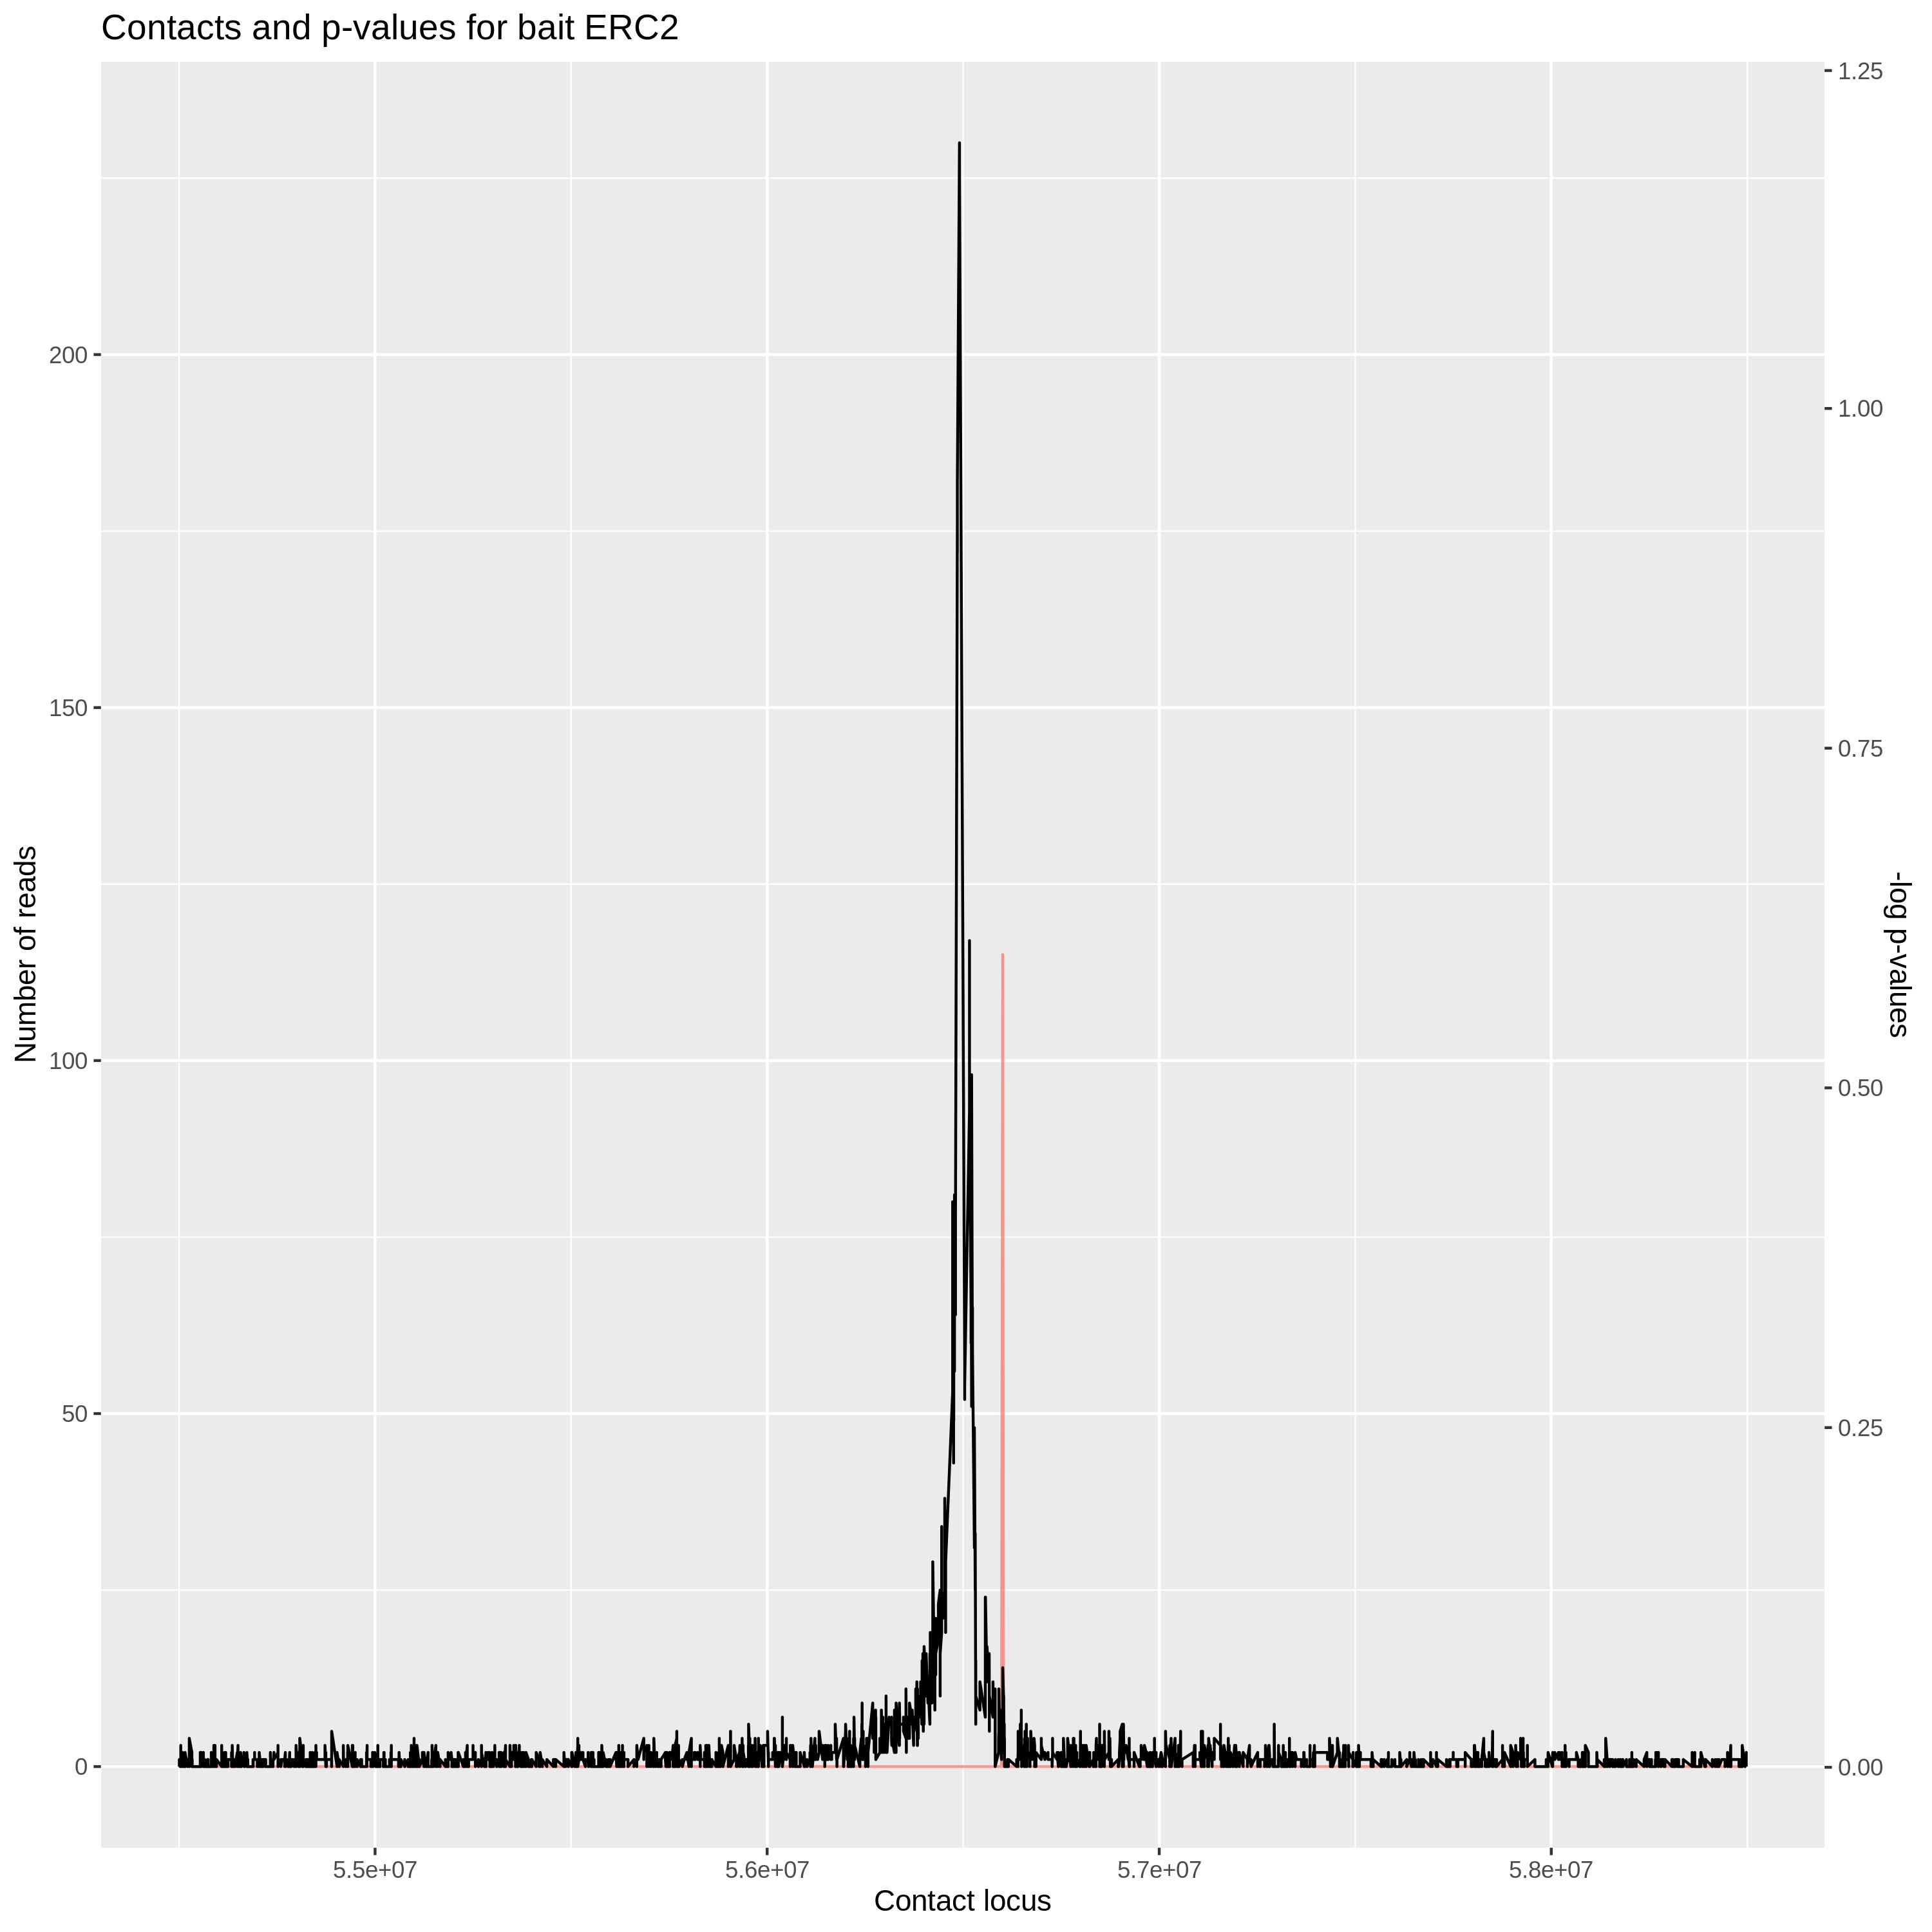 Contacts and p-values for bait ERC2
Number of reads
200
150
100
50
0
1.25
1.00
0.75
0.50
0.25
0.00
-log p-values
5.5e+07
5.6e+07
5.7e+07
5.8e+07
Contact locus